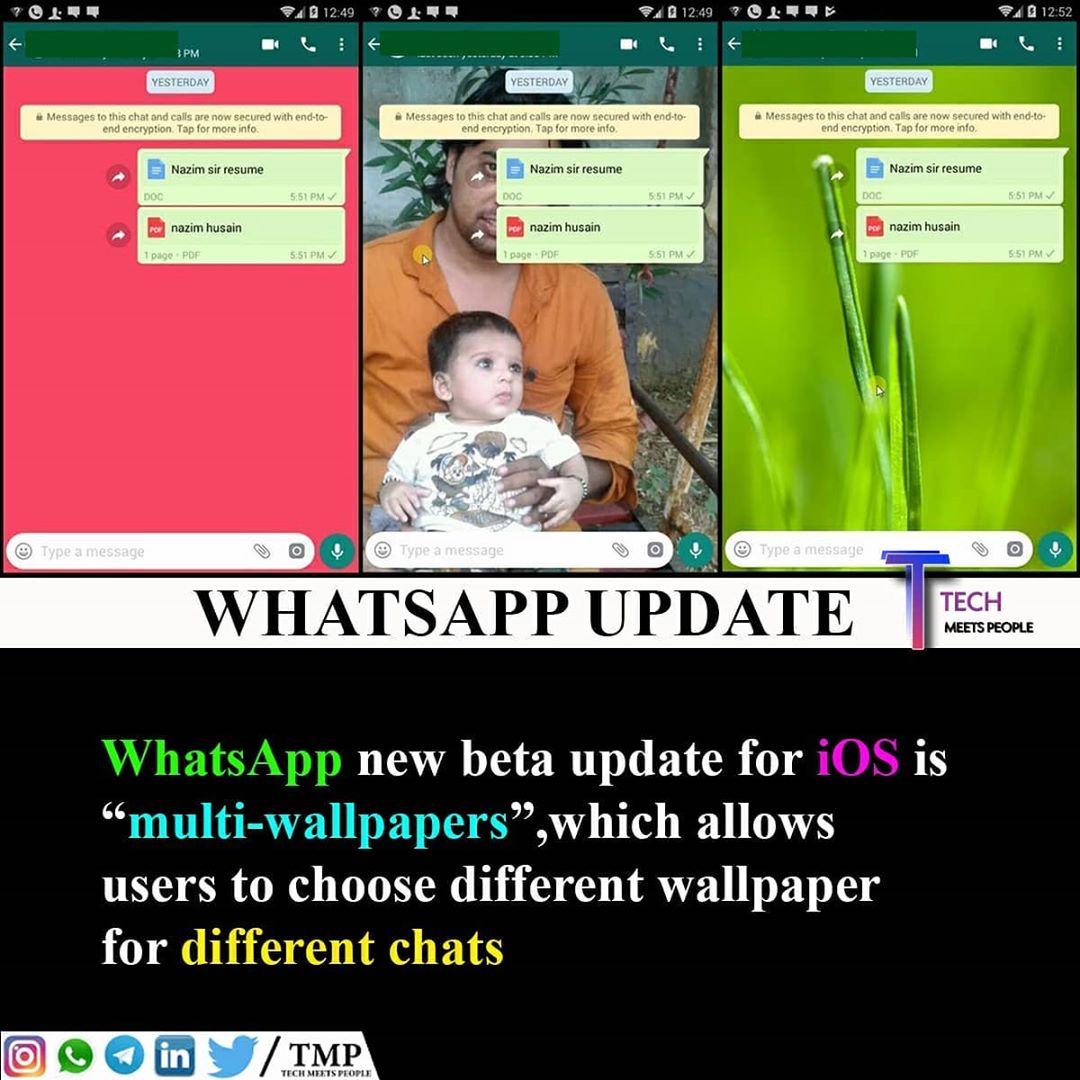 12:49
3 PM
YESTERDAY
Messages to this chat and calls are now secured with end-to-
end encryption. Tap for more info.
Nazim sir resume
DOC 5:51 PM
PDF nazim husain
1 page • PDF 5:51 PM
Type a message
12:49
YESTERDAY
Messages to this chat and calls are now secured with end-to-
end encryption. Tap for more info.
Nazim sir resume
DOC 5:51 PM
PDF nazim husain
1 page • PDF 5:51 PM
Type a message
12:52
YESTERDAY
Messages to this chat and calls are now secured with end-to-
end encryption. Tap for more info.
Nazim sir resume
DOC 5:51 PM
PDF nazim husain
1 page • PDF 5:51 PM
Type a message
WHATSAPP UPDATE
T TECH
MEETS PEOPLE
WhatsApp new beta update for iOS is
“multi-wallpapers”,which allows
users to choose different wallpaper
for different chats
in / TMP
TECH MEETS PEOPLE